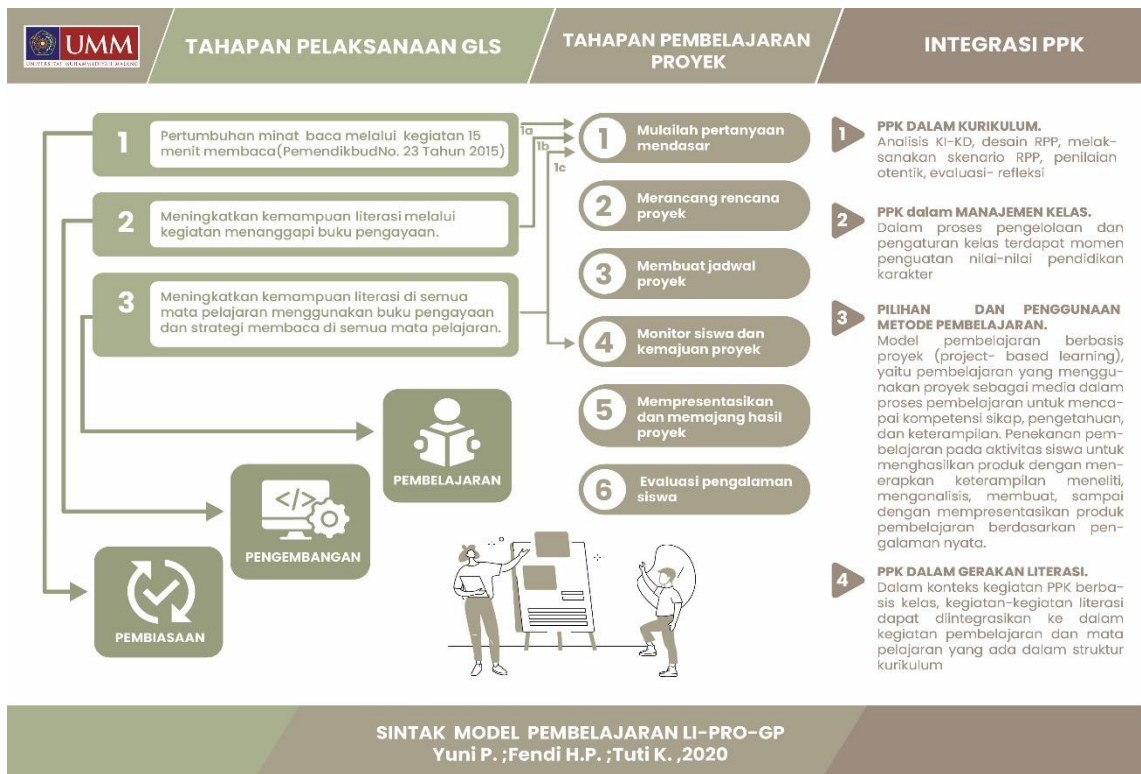 UMM
UNIVERSITAS MUHAMMADIYAH MALANG
TAHAPAN PELAKSANAAN GLS
TAHAPAN PEMBELAJARAN
PROYEK
INTEGRASI PPK
1
Pertumbuhan minat baca melalui kegiatan 15
menit membaca(PemendikbudNo. 23 Tahun 2015)
2
Meningkatkan kemampuan literasi melalui
kegiatan menanggapi buku pengayaan.
3
Meningkatkan kemampuan literasi di semua
mata pelajaran menggunakan buku pengayaan
dan strategi membaca di semua mata pelajaran.
1a
1b
1c
PEMBELAJARAN
</>
PENGEMBANGAN
PEMBIASAAN
1
Mulailah pertanyaan
mendasar
2
Merancang rencana
proyek
3
Membuat jadwal
proyek
4
Monitor siswa dan
kemajuan proyek
5
Mempresentasikan
dan memajang hasil
proyek
6
Evaluasi pengalaman
siswa
1
PPK DALAM KURIKULUM.
Analisis KI-KD, desain RPP, melak-
sanakan skenario RPP, penilaian
otentik, evaluasi- refleksi
2
PPK dalam MANAJEMEN KELAS.
Dalam proses pengelolaan dan
pengaturan kelas terdapat momen
penguatan nilai-nilai pendidikan
karakter
3
PILIHAN DAN PENGGUNAAN
METODE PEMBELAJARAN.
Model pembelajaran berbasis
proyek (project- based learning),
yaitu pembelajaran yang menggu-
nakan proyek sebagai media dalam
proses pembelajaran untuk menca-
pai kompetensi sikap, pengetahuan,
dan keterampilan. Penekanan pem-
belajaran pada aktivitas siswa untuk
menghasilkan produk dengan men-
erapkan keterampilan meneliti,
menganalisis, membuat, sampai
dengan mempresentasikan produk
pembelajaran berdasarkan pen-
galaman nyata.
4
PPK DALAM GERAKAN LITERASI.
Dalam konteks kegiatan PPK berba-
sis kelas, kegiatan-kegiatan literasi
dapat diintegrasikan ke dalam
kegiatan pembelajaran dan mata
pelajaran yang ada dalam struktur
kurikulum
SINTAK MODEL PEMBELAJARAN LI-PRO-GP
Yuni P. ;Fendi H.P. ;Tuti K. ,2020